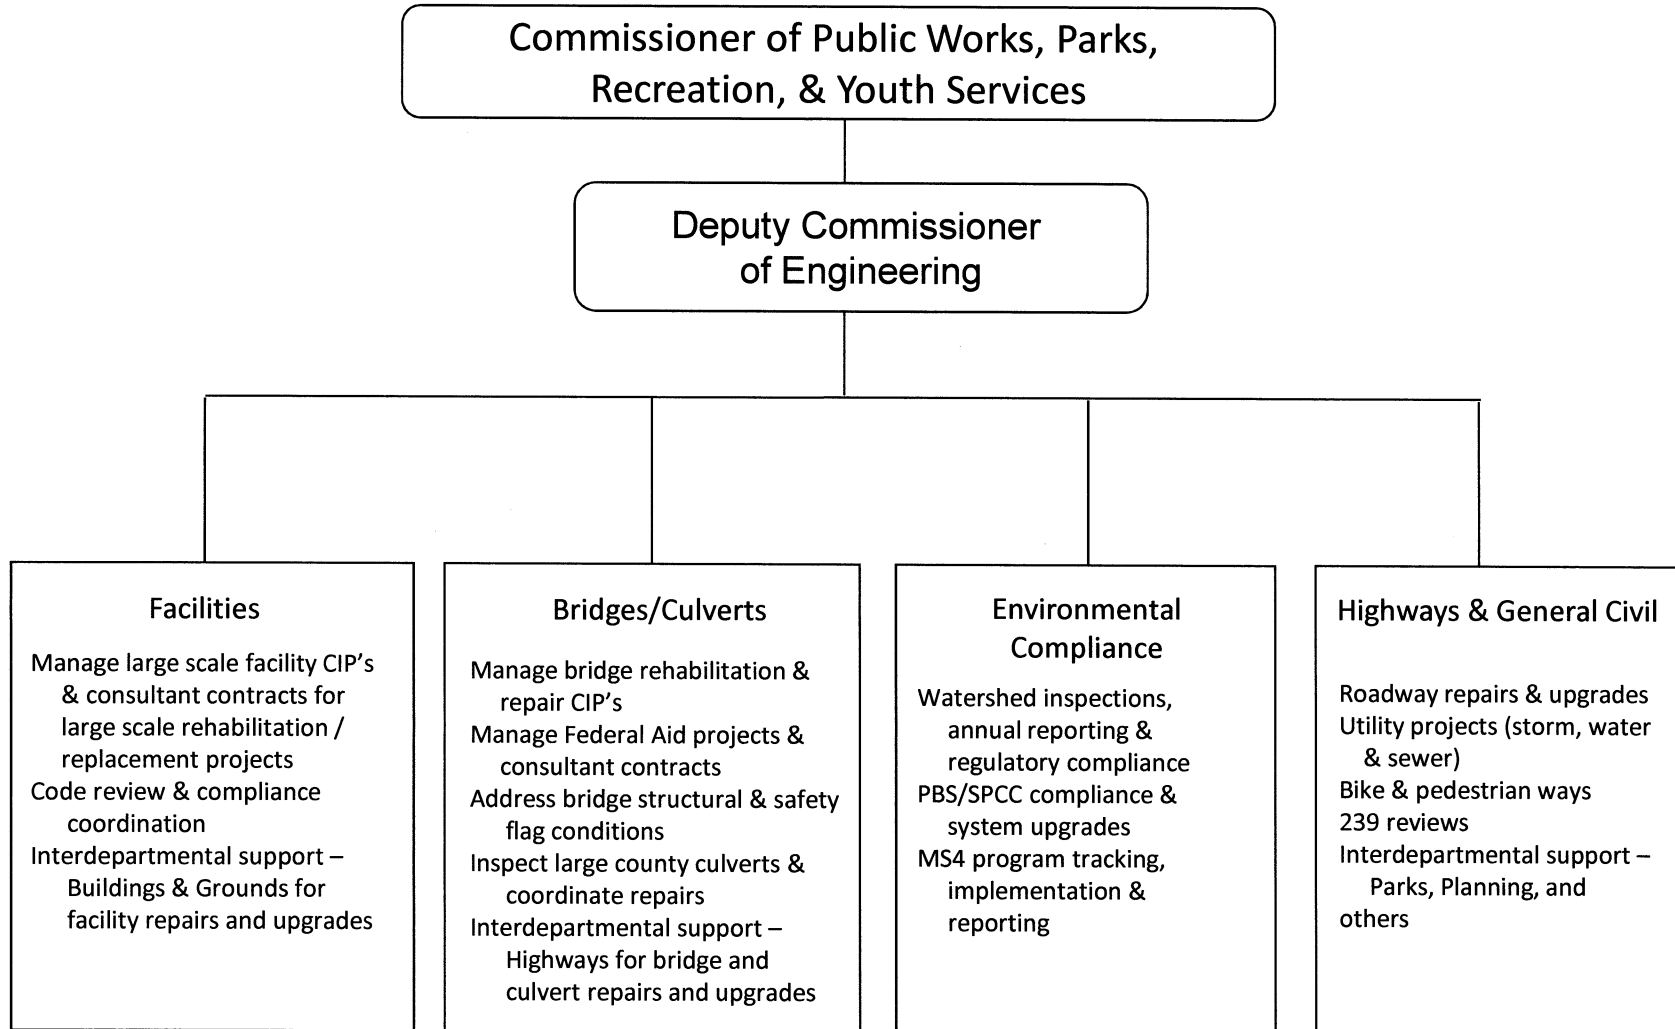 Commissioner of Public Works, Parks,
Recreation, & Youth Services
Deputy Commissioner
of Engineering
Facilities
Manage large scale facility CIP’s
& consultant contracts for
large scale rehabilitation /
replacement projects
Code review & compliance
coordination
Interdepartmental support –
Buildings & Grounds for
facility repairs and upgrades
Bridges/Culverts
Manage bridge rehabilitation &
repair CIP’s
Manage Federal Aid projects &
consultant contracts
Address bridge structural & safety
flag conditions
Inspect large county culverts &
coordinate repairs
Interdepartmental support –
Highways for bridge and
culvert repairs and upgrades
Environmental
Compliance
Watershed inspections,
annual reporting &
regulatory compliance
PBS/SPCC compliance &
system upgrades
MS4 program tracking,
implementation &
reporting
Highways & General Civil
Roadway repairs & upgrades
Utility projects (storm, water
& sewer)
Bike & pedestrian ways
239 reviews
Interdepartmental support –
Parks, Planning, and
others